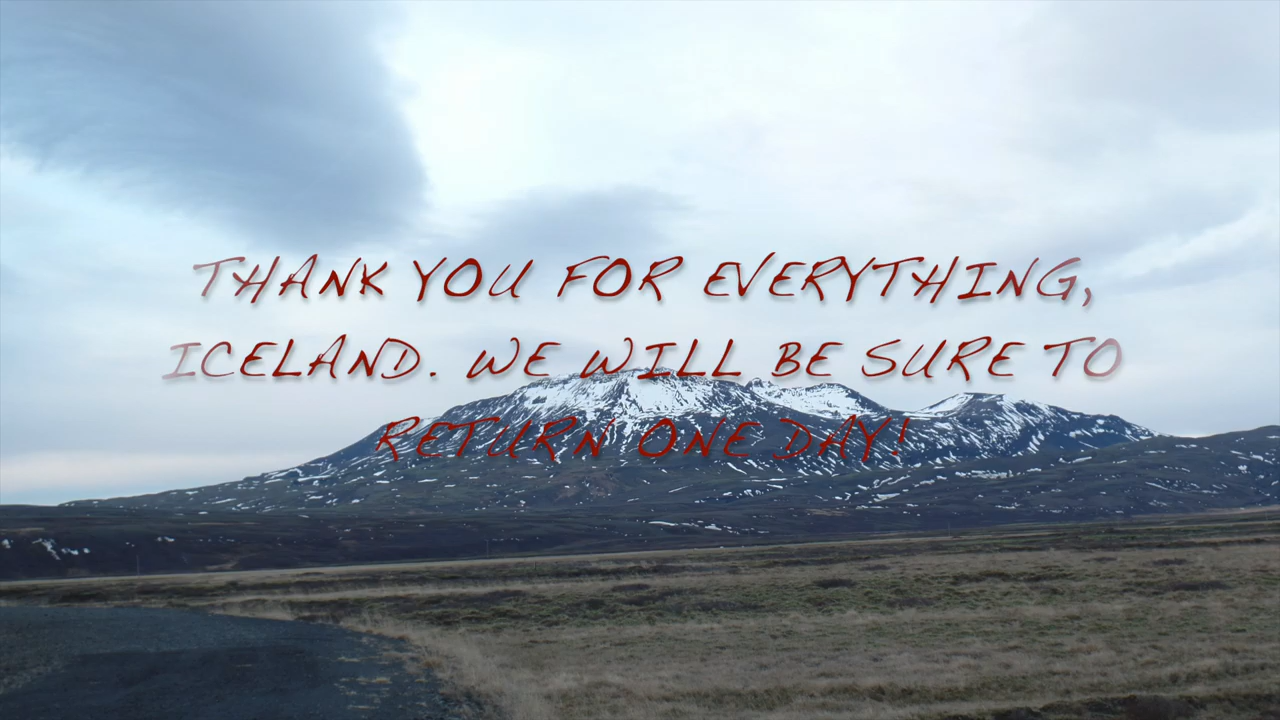 THANK YOU FOR EVERYTHING,
ICELAND. WE WILL BE SURE TO
RETURN ONE DAY!